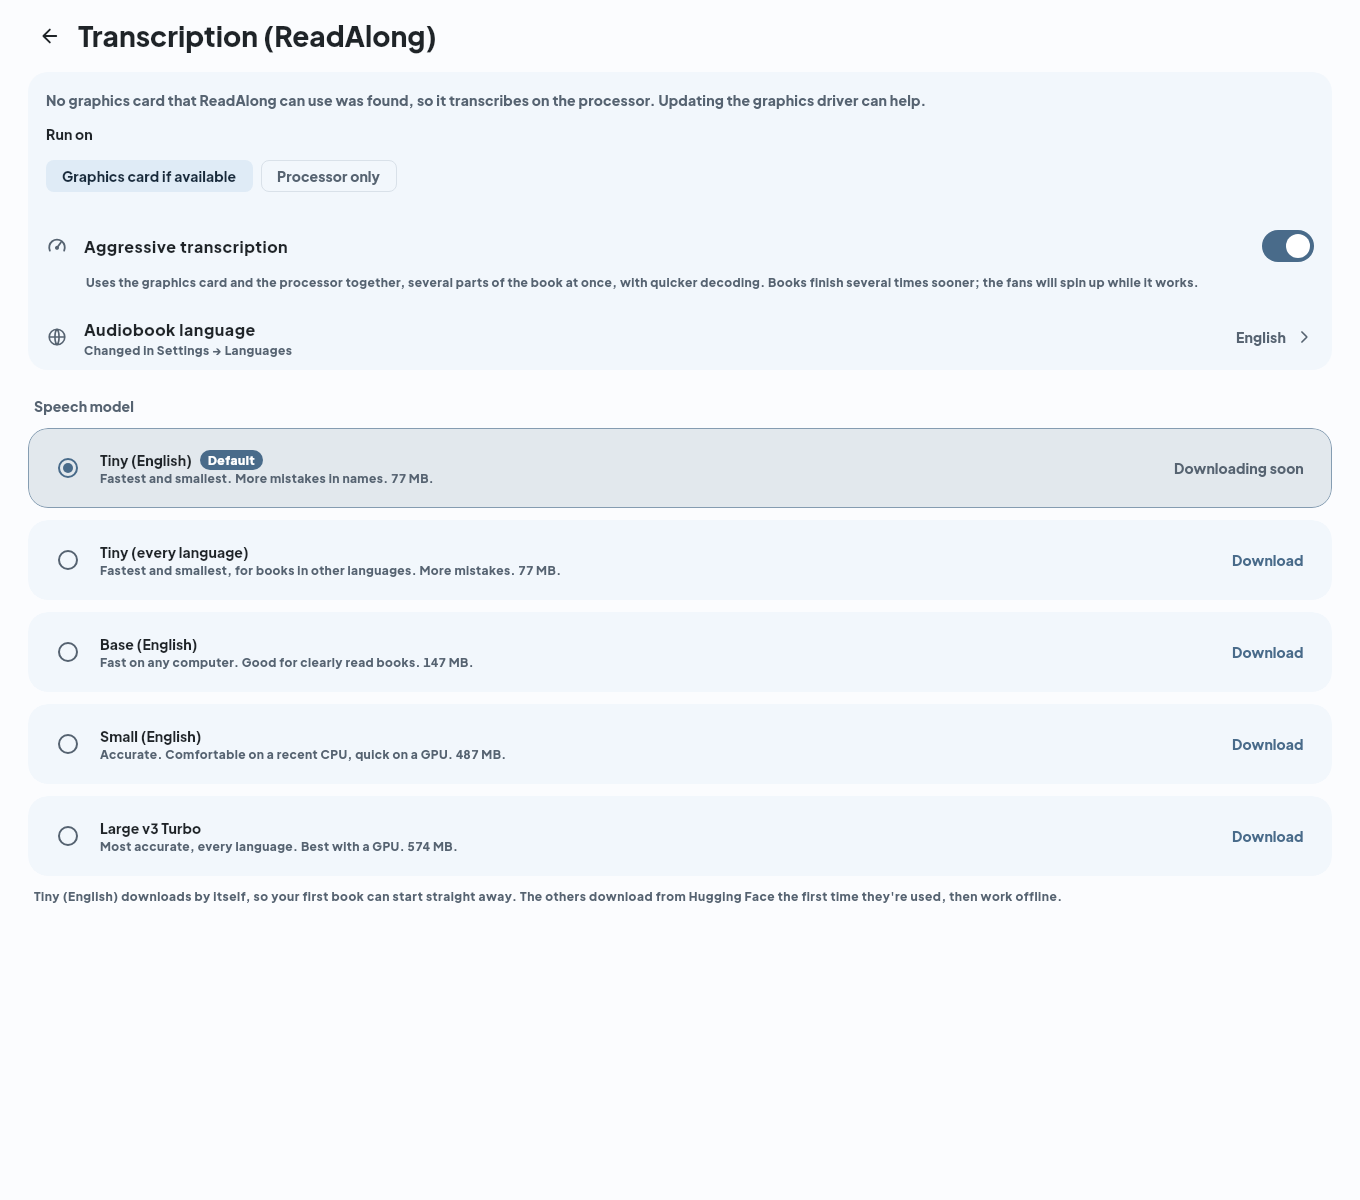 Transcription (ReadAlong)
No graphics card that ReadAlong can use was found, so it transcribes on the processor. Updating the graphics driver can help.
Run on
Graphics card if available
Processor only
Aggressive transcription
Uses the graphics card and the processor together, several parts of the book at once, with quicker decoding. Books finish several times sooner; the fans will spin up while it works.
Audiobook language
Changed in Settings → Languages
English
Speech model
Tiny (English) Default
Fastest and smallest. More mistakes in names. 77 MB.
Downloading soon
Tiny (every language)
Fastest and smallest, for books in other languages. More mistakes. 77 MB.
Download
Base (English)
Fast on any computer. Good for clearly read books. 147 MB.
Download
Small (English)
Accurate. Comfortable on a recent CPU, quick on a GPU. 487 MB.
Download
Large v3 Turbo
Most accurate, every language. Best with a GPU. 574 MB.
Download
Tiny (English) downloads by itself, so your first book can start straight away. The others download from Hugging Face the first time they're used, then work offline.